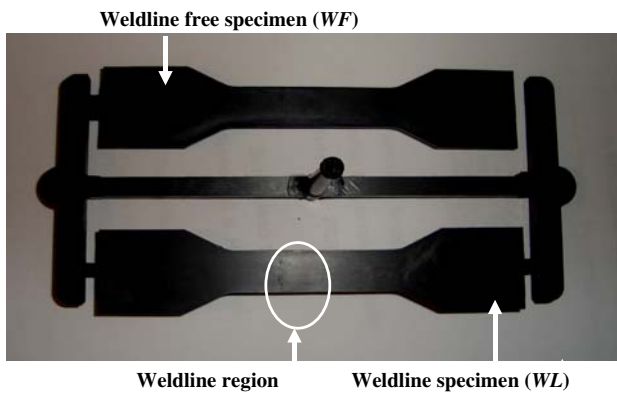 Weldline free specimen (WF)
Weldline region
Weldline specimen (WL)